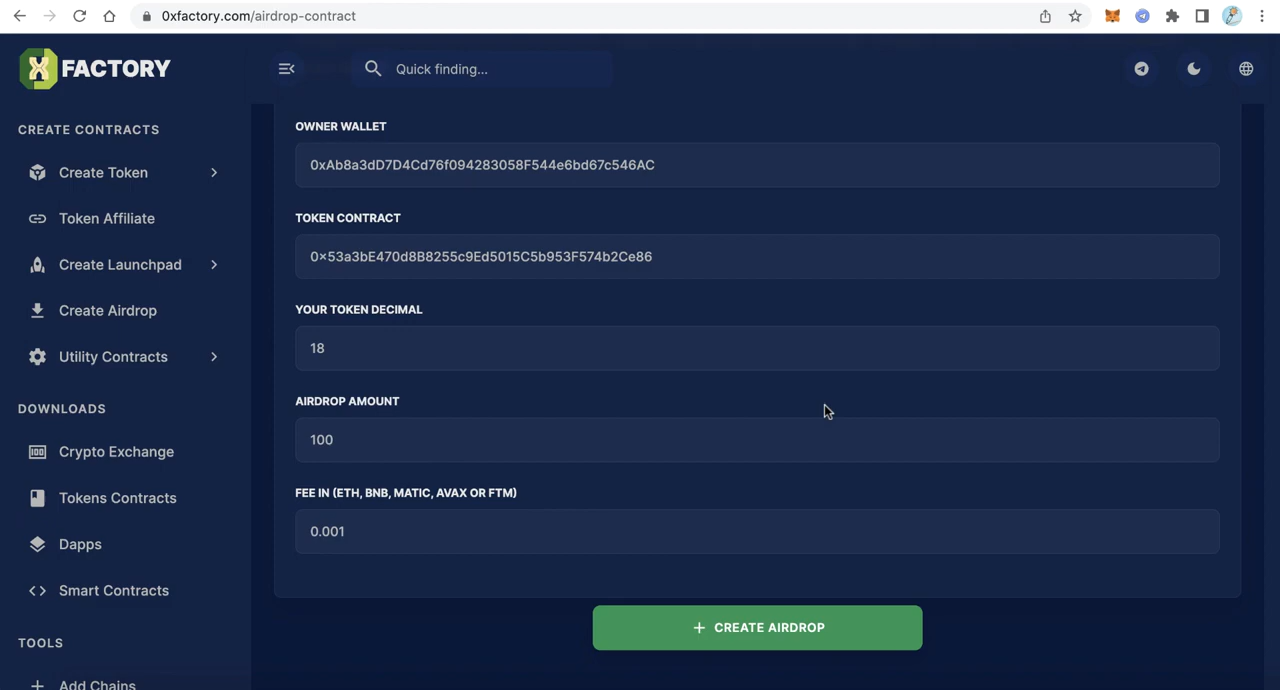 0xfactory.com/airdrop-contract
X FACTORY
Quick finding...
CREATE CONTRACTS
Create Token
Token Affiliate
Create Launchpad
Create Airdrop
Utility Contracts
DOWNLOADS
Crypto Exchange
Tokens Contracts
Dapps
Smart Contracts
TOOLS
Add Chains
OWNER WALLET
0xAb8a3dD7D4Cd76f094283058F544e6bd67c546AC
TOKEN CONTRACT
0×53a3bE470d8B8255c9Ed5015C5b953F574b2Ce86
YOUR TOKEN DECIMAL
18
AIRDROP AMOUNT
100
FEE IN (ETH, BNB, MATIC, AVAX OR FTM)
0.001
+ CREATE AIRDROP